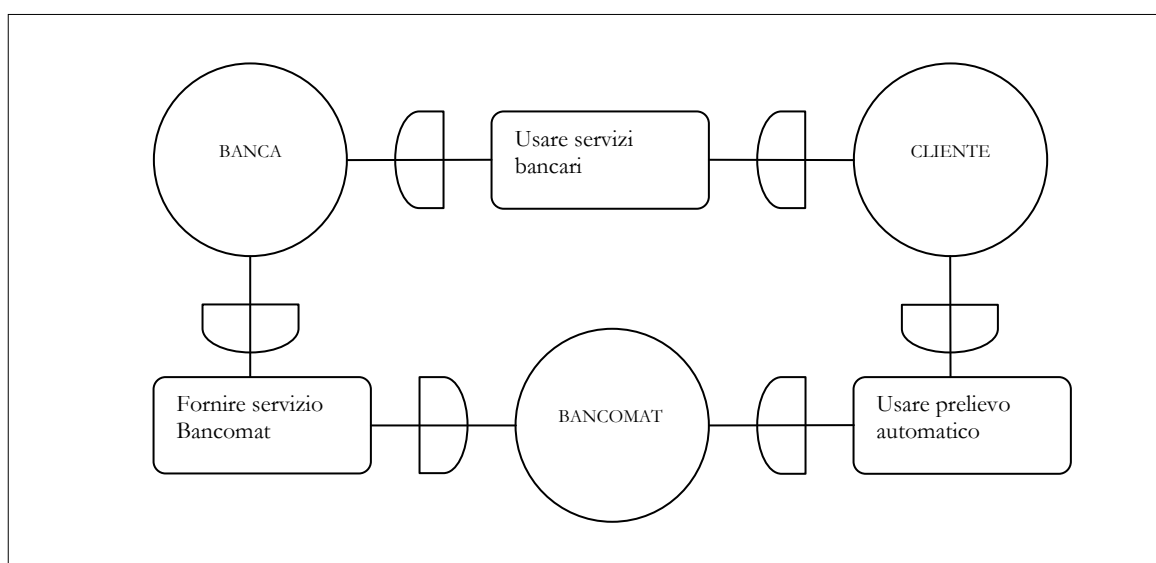 BANCA
Usare servizi
bancari
CLIENTE
Fornire servizio
Bancomat
BANCOMAT
Usare prelievo
automatico